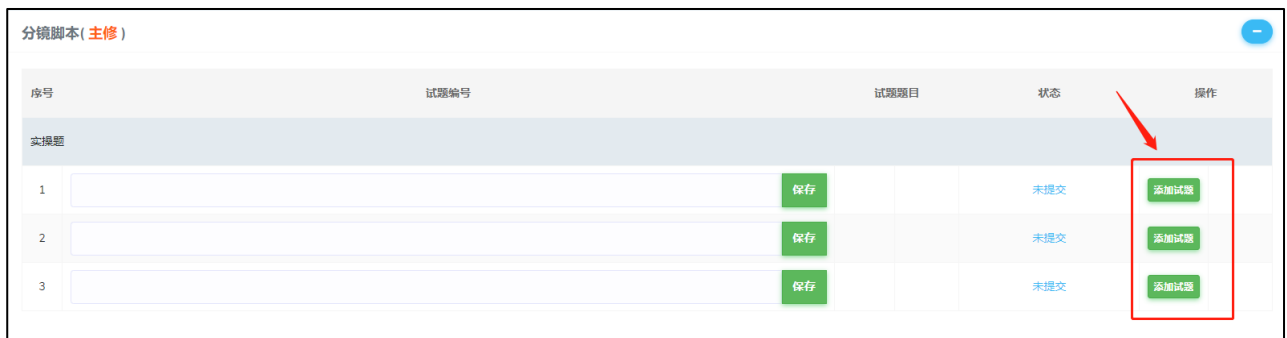 分镜脚本(主修)
序号 试题编号 试题题目 状态 操作
实操题
1 保存 未提交 添加试题
2 保存 未提交 添加试题
3 保存 未提交 添加试题